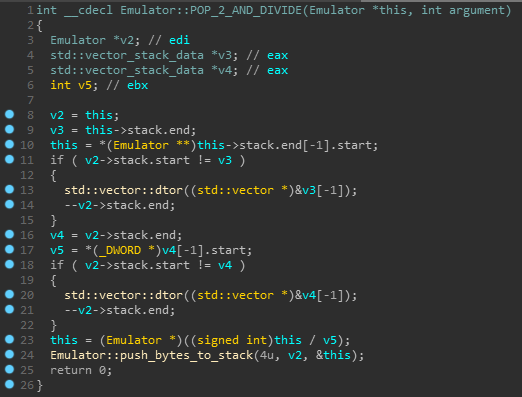 1 int __cdecl Emulator::POP_2_AND_DIVIDE(Emulator *this, int argument)
2 {
3   Emulator *v2; // edi
4   std::vector_stack_data *v3; // eax
5   std::vector_stack_data *v4; // eax
6   int v5; // ebx
7
8   v2 = this;
9   v3 = this->stack.end;
10   this = *(Emulator **)this->stack.end[-1].start;
11   if ( v2->stack.start != v3 )
12   {
13     std::vector::dtor((std::vector *)&v3[-1]);
14     --v2->stack.end;
15   }
16   v4 = v2->stack.end;
17   v5 = *(_DWORD *)v4[-1].start;
18   if ( v2->stack.start != v4 )
19   {
20     std::vector::dtor((std::vector *)&v4[-1]);
21     --v2->stack.end;
22   }
23   this = (Emulator *)((signed int)this / v5);
24   Emulator::push_bytes_to_stack(4u, v2, &this);
25   return 0;
26 }